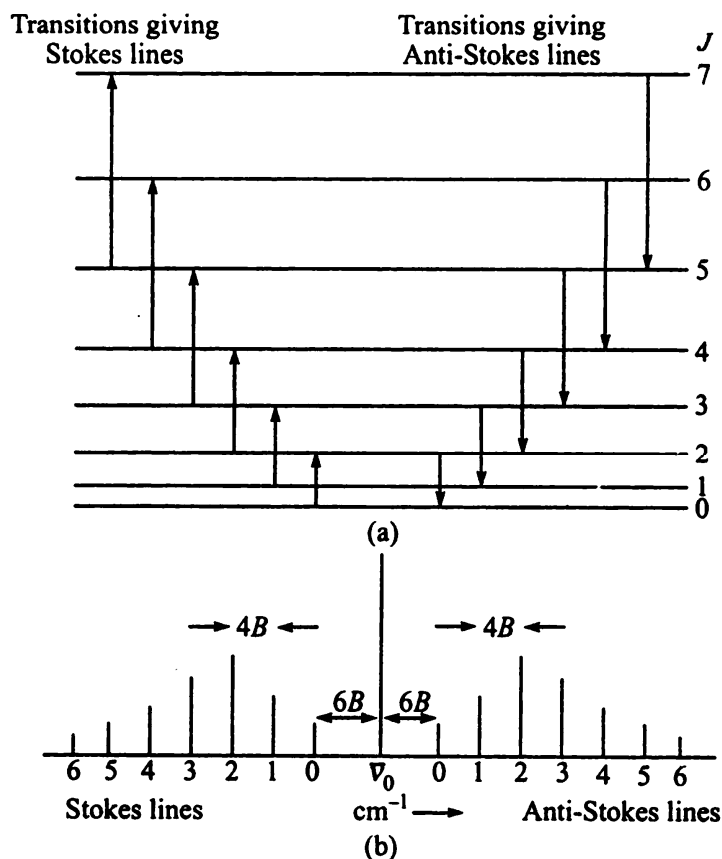 Transitions giving
Stokes lines
Transitions giving
Anti-Stokes lines
J
7
6
5
4
3
2
1
0
(a)
4B 4B
6B 6B
6 5 4 3 2 1 0 ν̅₀ 0 1 2 3 4 5 6
Stokes lines cm⁻¹ Anti-Stokes lines
(b)